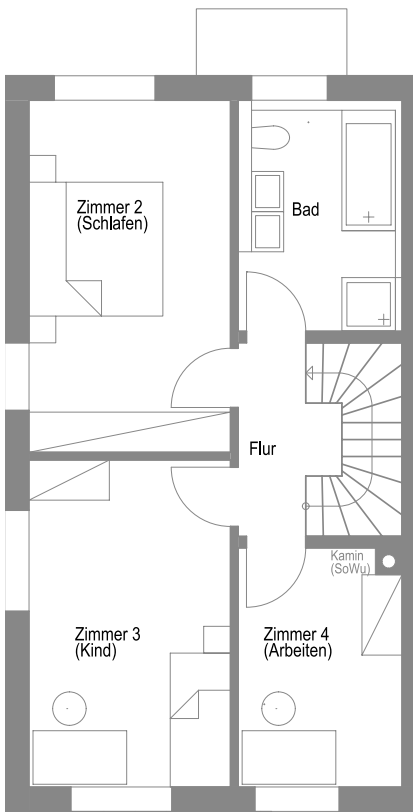 Zimmer 2
(Schlafen)
Bad
Flur
Kamin
(SoWu)
Zimmer 3
(Kind)
Zimmer 4
(Arbeiten)